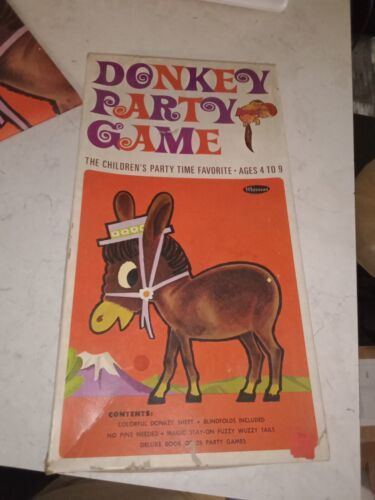 DONKEY
PARTY
GAME
THE CHILDREN'S PARTY TIME FAVORITE • AGES 4 TO 9
Whitman
CONTENTS:
COLORFUL DONKEY SHEET • BLINDFOLDS INCLUDED
NO PINS NEEDED • MAGIC STAY-ON FUZZY WUZZY TAILS
DELUXE BOOK OF 26 PARTY GAMES